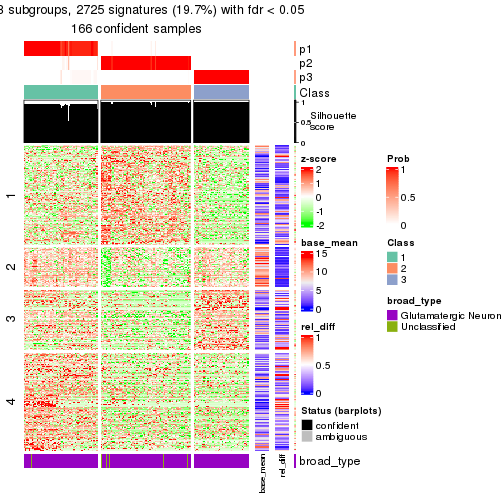 3 subgroups, 2725 signatures (19.7%) with fdr < 0.05
166 confident samples
p1
p2
p3
Class
1
0.5
0
Silhouette
score
1
2
3
4
z-score
2
1
0
-1
-2
Prob
1
0.5
0
base_mean
15
10
5
0
Class
1
2
3
rel_diff
1
0.5
0
broad_type
Glutamatergic Neuron
Unclassified
Status (barplots)
confident
ambiguous
broad_type
base_mean
rel_diff